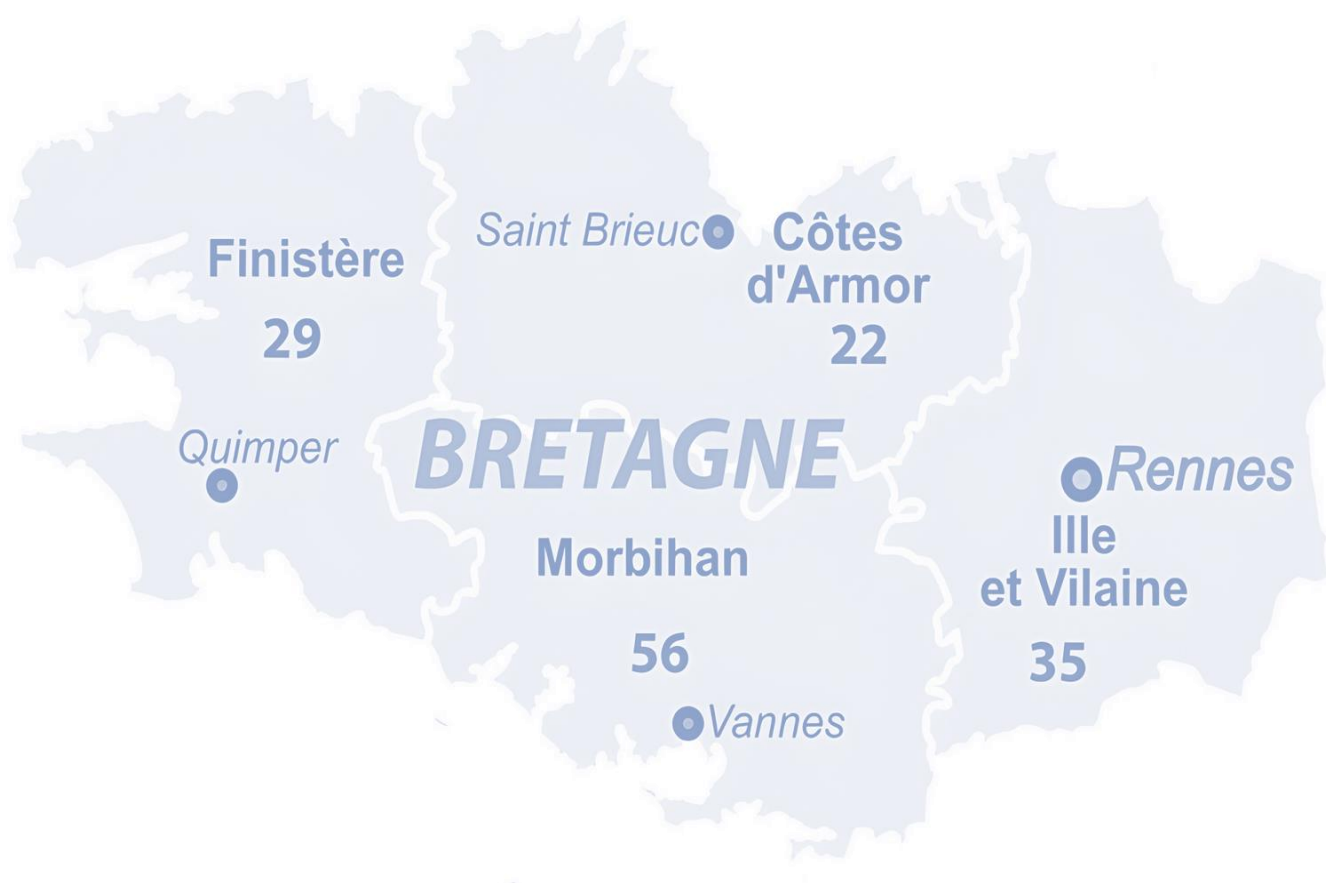 Saint Brieuc
Côtes
d'Armor
22
Finistère
29
Quimper
BRETAGNE
Rennes
Ille
et Vilaine
35
Morbihan
56
Vannes